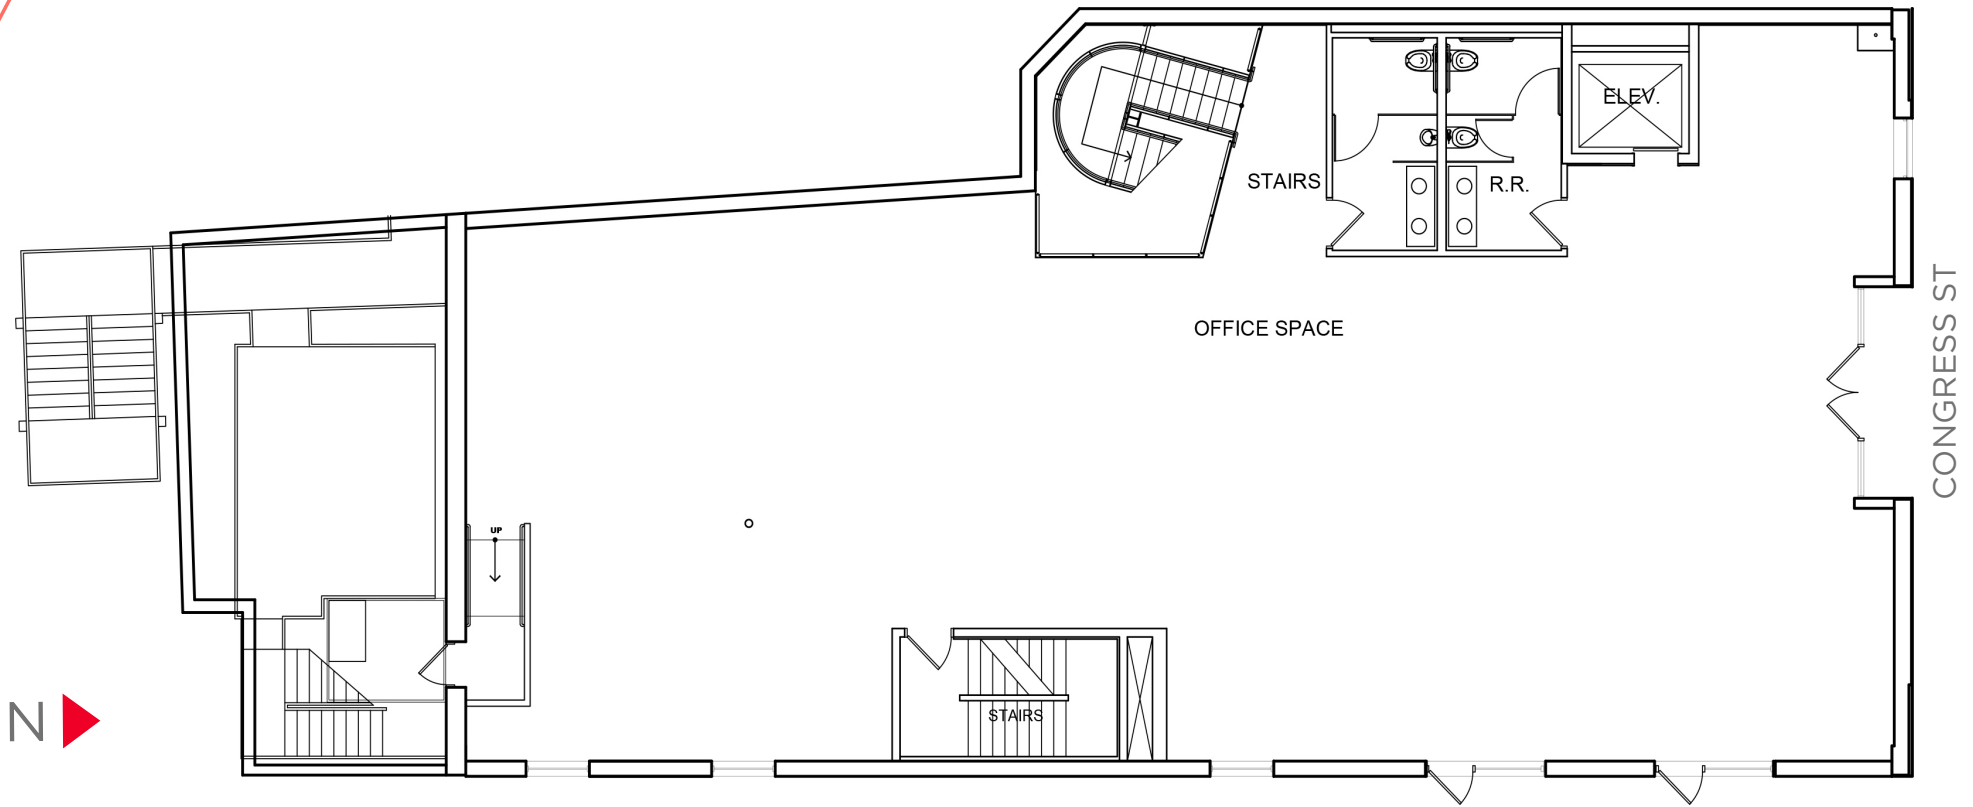 ELEV.
STAIRS
R.R.
OFFICE SPACE
CONGRESS ST
UP
STAIRS
N